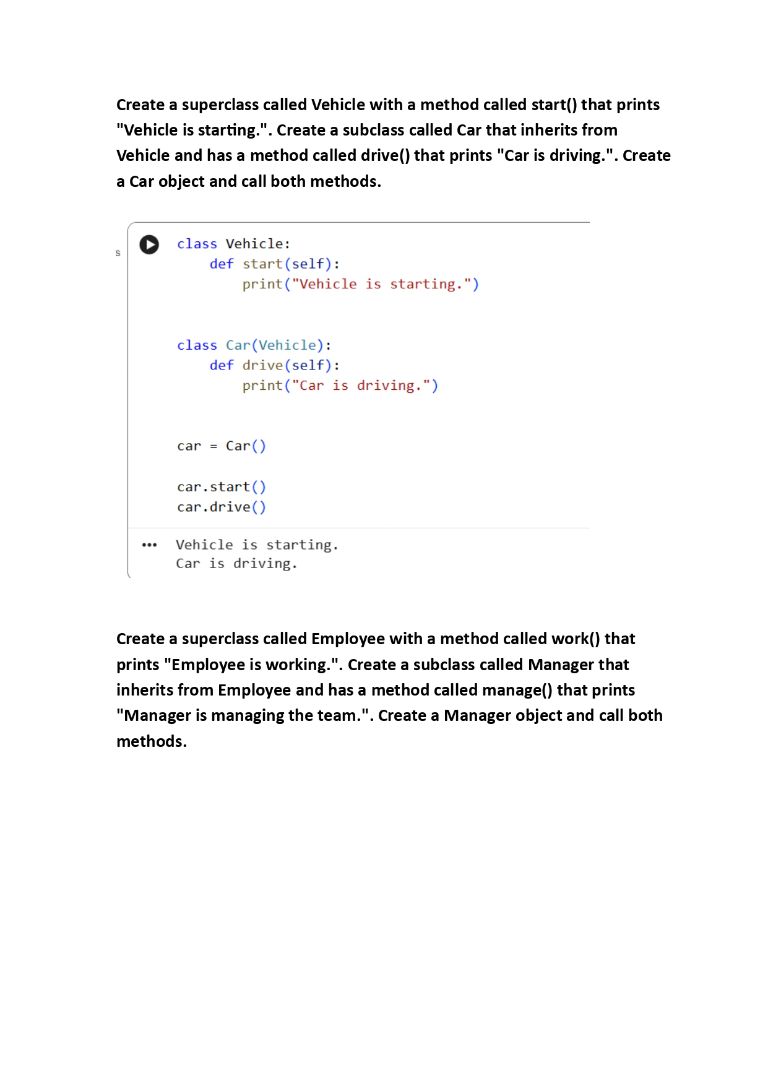 Create a superclass called Vehicle with a method called start() that prints
"Vehicle is starting.". Create a subclass called Car that inherits from
Vehicle and has a method called drive() that prints "Car is driving.". Create
a Car object and call both methods.
s
class Vehicle:
    def start(self):
        print("Vehicle is starting.")
class Car(Vehicle):
    def drive(self):
        print("Car is driving.")
car = Car()
car.start()
car.drive()
Vehicle is starting.
Car is driving.
Create a superclass called Employee with a method called work() that
prints "Employee is working.". Create a subclass called Manager that
inherits from Employee and has a method called manage() that prints
"Manager is managing the team.". Create a Manager object and call both
methods.